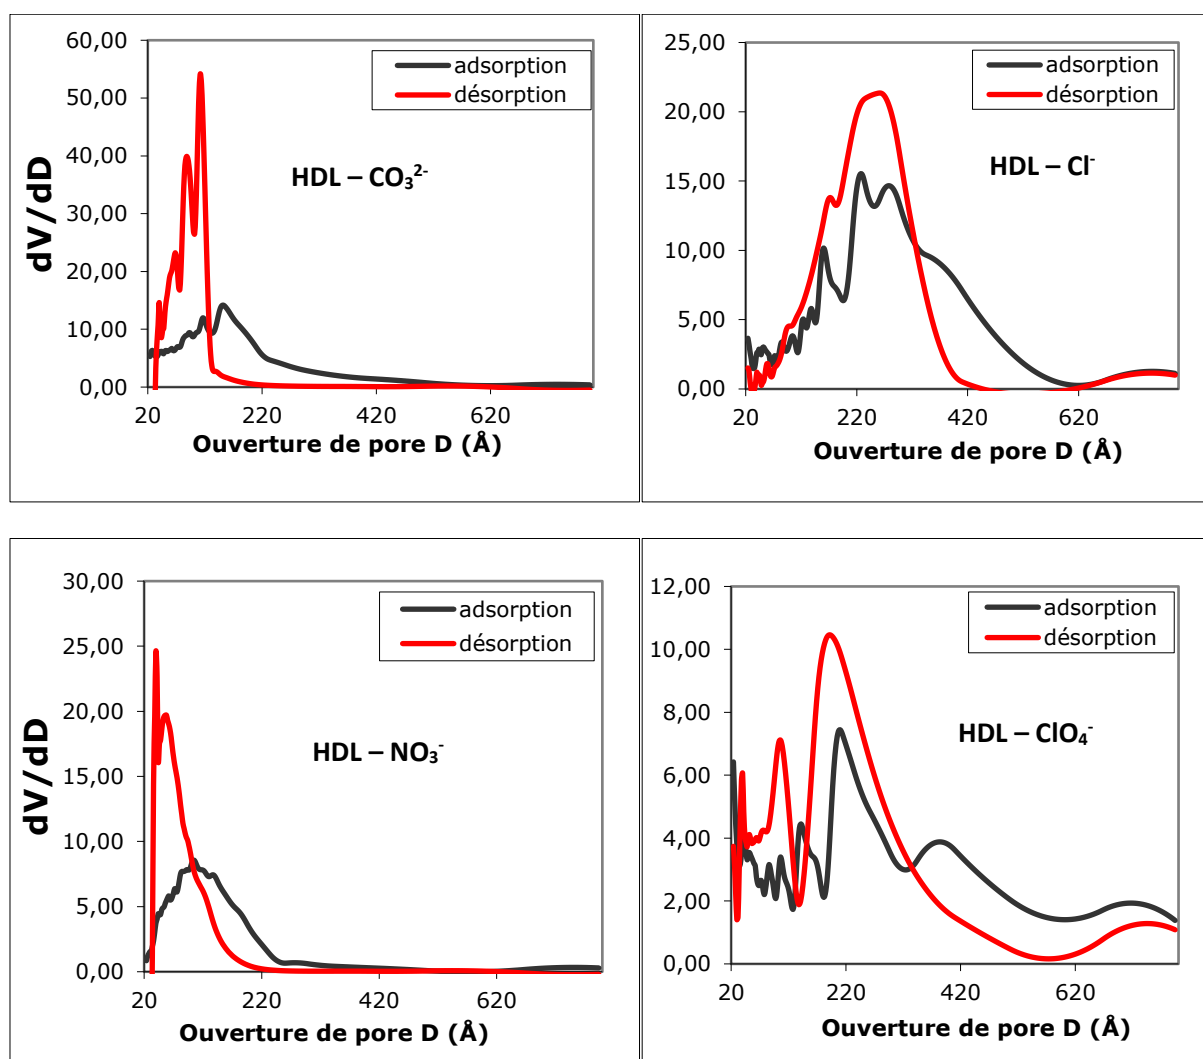 60,00
50,00
40,00
30,00
20,00
10,00
0,00
20 220 420 620
dV/dD
Ouverture de pore D (Å)
adsorption
désorption
HDL – CO₃²⁻
25,00
20,00
15,00
10,00
5,00
0,00
20 220 420 620
Ouverture de pore D (Å)
adsorption
désorption
HDL – Cl⁻
30,00
25,00
20,00
15,00
10,00
5,00
0,00
20 220 420 620
dV/dD
Ouverture de pore D (Å)
adsorption
désorption
HDL – NO₃⁻
12,00
10,00
8,00
6,00
4,00
2,00
0,00
20 220 420 620
Ouverture de pore D (Å)
adsorption
désorption
HDL – ClO₄⁻